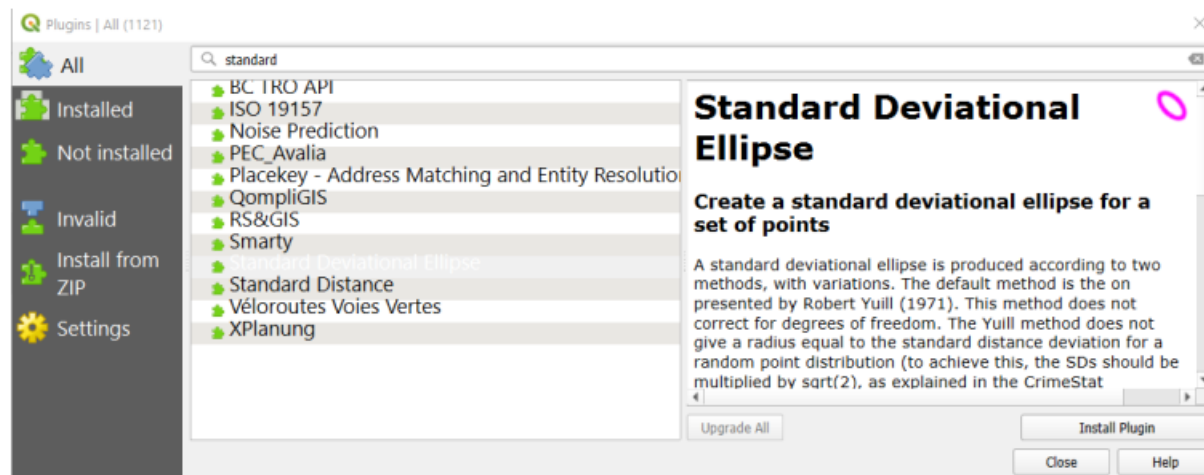 Plugins | All (1121)
All
Installed
Not installed
Invalid
Install from
ZIP
Settings
standard
BC TRO API
ISO 19157
Noise Prediction
PEC_Avalia
Placekey - Address Matching and Entity Resolutio
QompliGIS
RS&GIS
Smarty
Standard Deviational Ellipse
Standard Distance
Véloroutes Voies Vertes
XPlanung
Standard Deviational
Ellipse
Create a standard deviational ellipse for a
set of points
A standard deviational ellipse is produced according to two
methods, with variations. The default method is the on
presented by Robert Yuill (1971). This method does not
correct for degrees of freedom. The Yuill method does not
give a radius equal to the standard distance deviation for a
random point distribution (to achieve this, the SDs should be
multiplied by sqrt(2), as explained in the CrimeStat
Upgrade All
Install Plugin
Close
Help